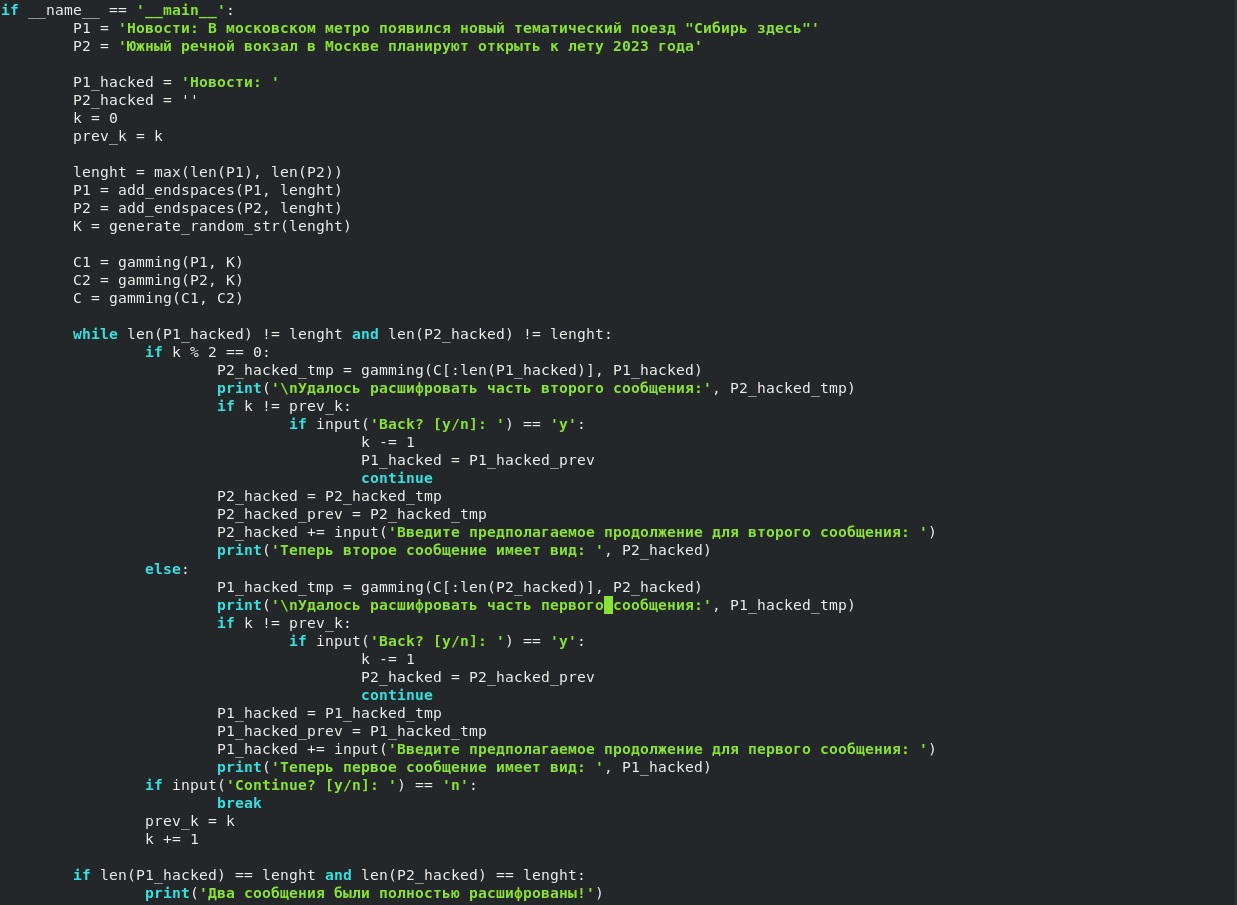 if __name__ == '__main__':
P1 = 'Новости: В московском метро появился новый тематический поезд "Сибирь здесь"'
P2 = 'Южный речной вокзал в Москве планируют открыть к лету 2023 года'
P1_hacked = 'Новости: '
P2_hacked = ''
k = 0
prev_k = k
lenght = max(len(P1), len(P2))
P1 = add_endspaces(P1, lenght)
P2 = add_endspaces(P2, lenght)
K = generate_random_str(lenght)
C1 = gamming(P1, K)
C2 = gamming(P2, K)
C = gamming(C1, C2)
while len(P1_hacked) != lenght and len(P2_hacked) != lenght:
if k % 2 == 0:
P2_hacked_tmp = gamming(C[:len(P1_hacked)], P1_hacked)
print('\nУдалось расшифровать часть второго сообщения:', P2_hacked_tmp)
if k != prev_k:
if input('Back? [y/n]: ') == 'y':
k -= 1
P1_hacked = P1_hacked_prev
continue
P2_hacked = P2_hacked_tmp
P2_hacked_prev = P2_hacked_tmp
P2_hacked += input('Введите предполагаемое продолжение для второго сообщения: ')
print('Теперь второе сообщение имеет вид: ', P2_hacked)
else:
P1_hacked_tmp = gamming(C[:len(P2_hacked)], P2_hacked)
print('\nУдалось расшифровать часть первого сообщения:', P1_hacked_tmp)
if k != prev_k:
if input('Back? [y/n]: ') == 'y':
k -= 1
P2_hacked = P2_hacked_prev
continue
P1_hacked = P1_hacked_tmp
P1_hacked_prev = P1_hacked_tmp
P1_hacked += input('Введите предполагаемое продолжение для первого сообщения: ')
print('Теперь первое сообщение имеет вид: ', P1_hacked)
if input('Continue? [y/n]: ') == 'n':
break
prev_k = k
k += 1
if len(P1_hacked) == lenght and len(P2_hacked) == lenght:
print('Два сообщения были полностью расшифрованы!')